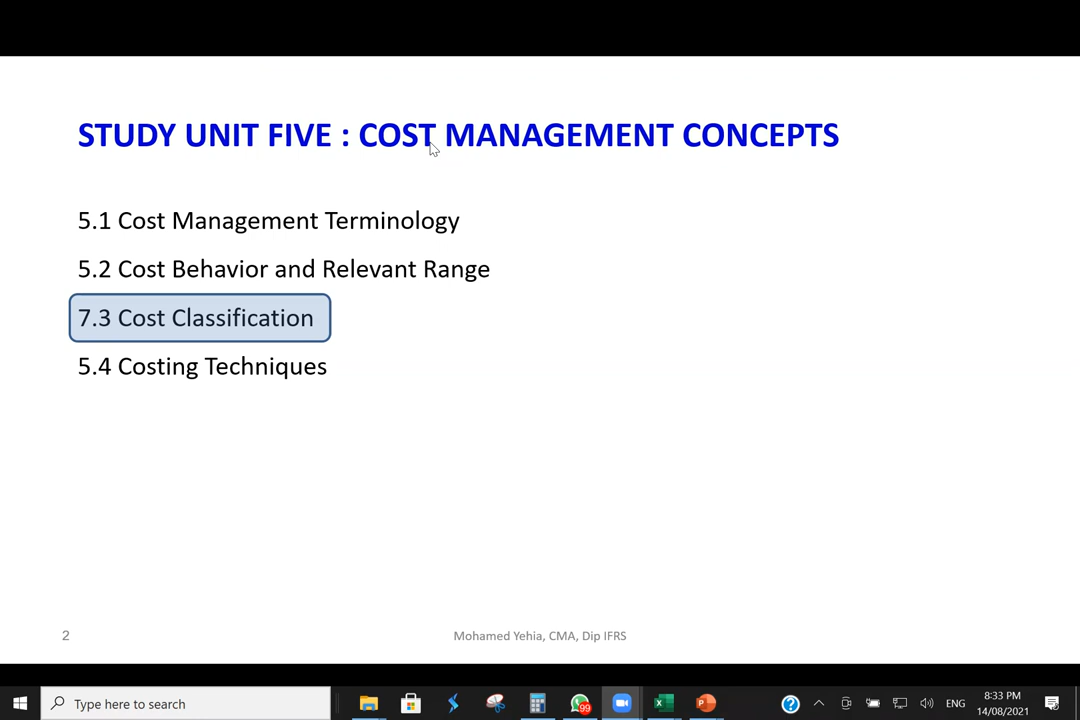 STUDY UNIT FIVE : COST MANAGEMENT CONCEPTS
5.1 Cost Management Terminology
5.2 Cost Behavior and Relevant Range
7.3 Cost Classification
5.4 Costing Techniques
2
Mohamed Yehia, CMA, Dip IFRS
Type here to search
99
ENG
8:33 PM
14/08/2021